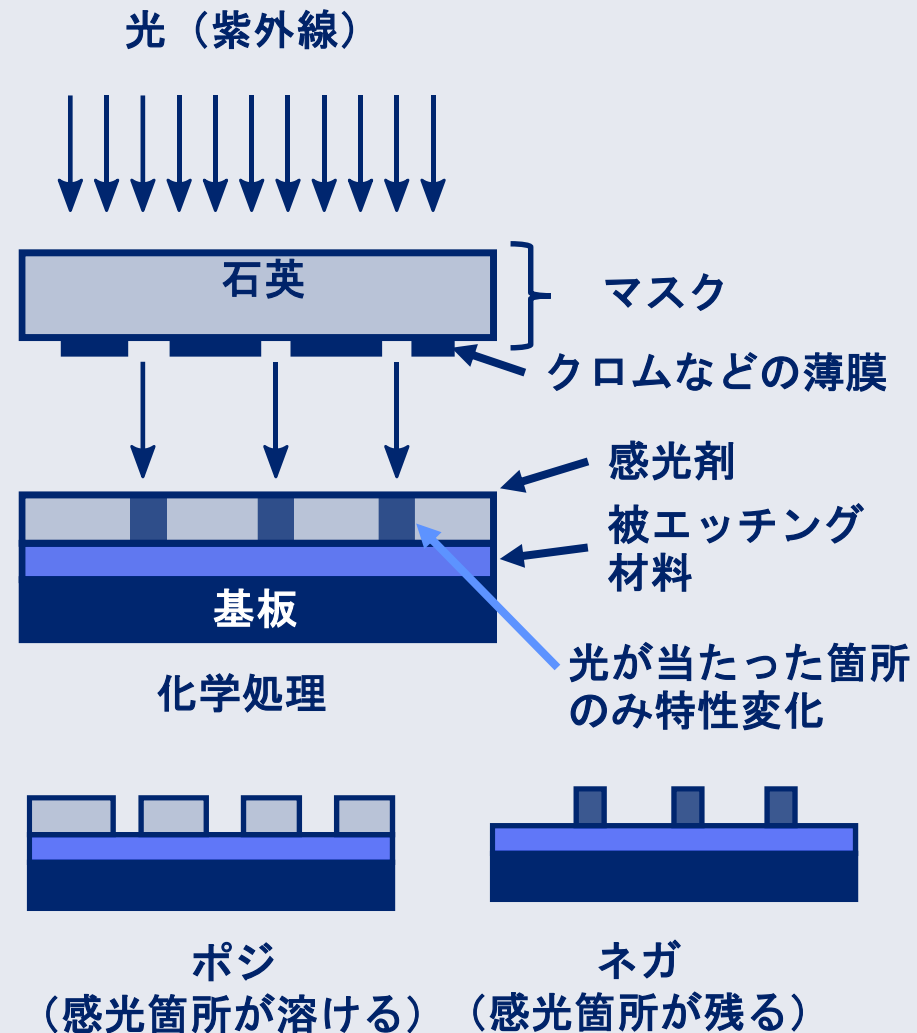 光（紫外線）
石英
マスク
クロムなどの薄膜
感光剤
被エッチング
材料
基板
光が当たった箇所
のみ特性変化
化学処理
ポジ
（感光箇所が溶ける）
ネガ
（感光箇所が残る）